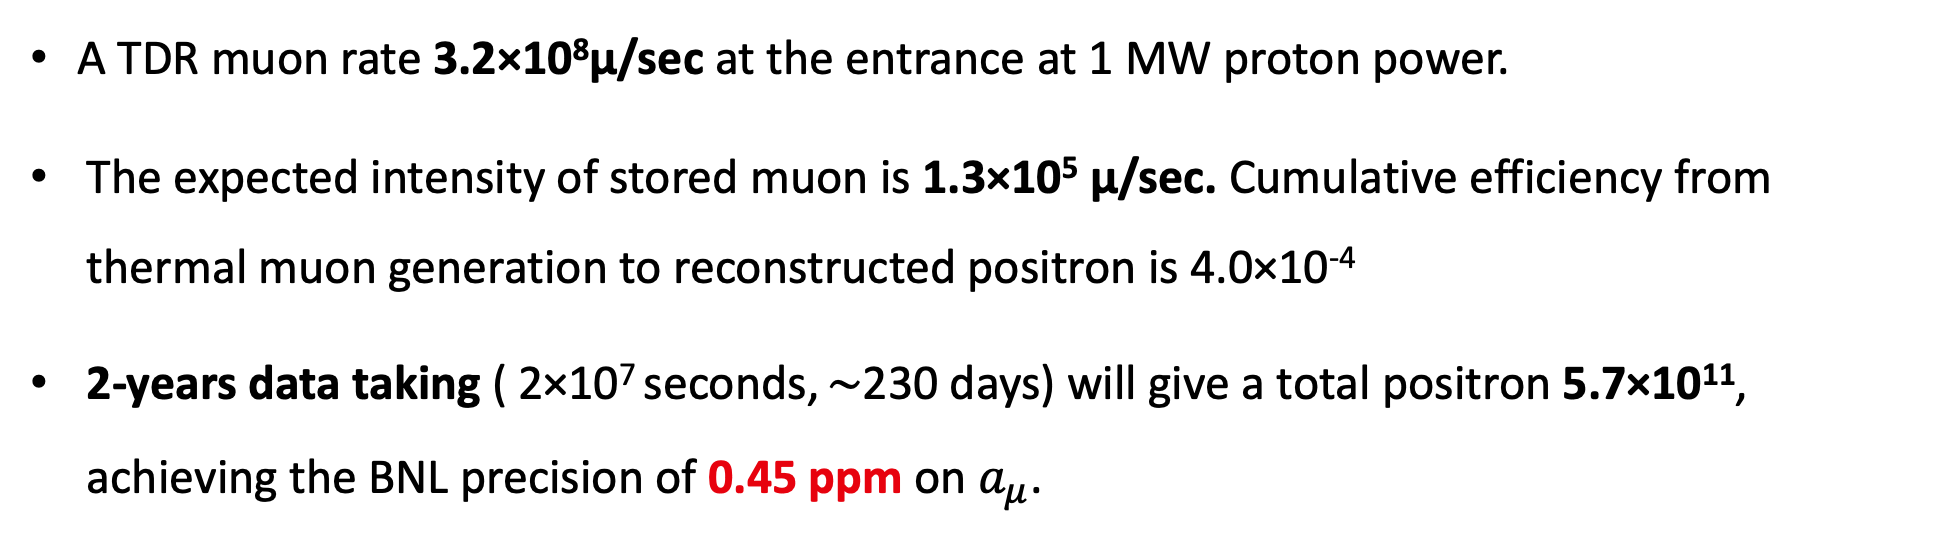 • A TDR muon rate 3.2×10⁸μ/sec at the entrance at 1 MW proton power.
• The expected intensity of stored muon is 1.3×10⁵ μ/sec. Cumulative efficiency from
thermal muon generation to reconstructed positron is 4.0×10⁻⁴
• 2-years data taking ( 2×10⁷ seconds, ~230 days) will give a total positron 5.7×10¹¹,
achieving the BNL precision of 0.45 ppm on aμ.